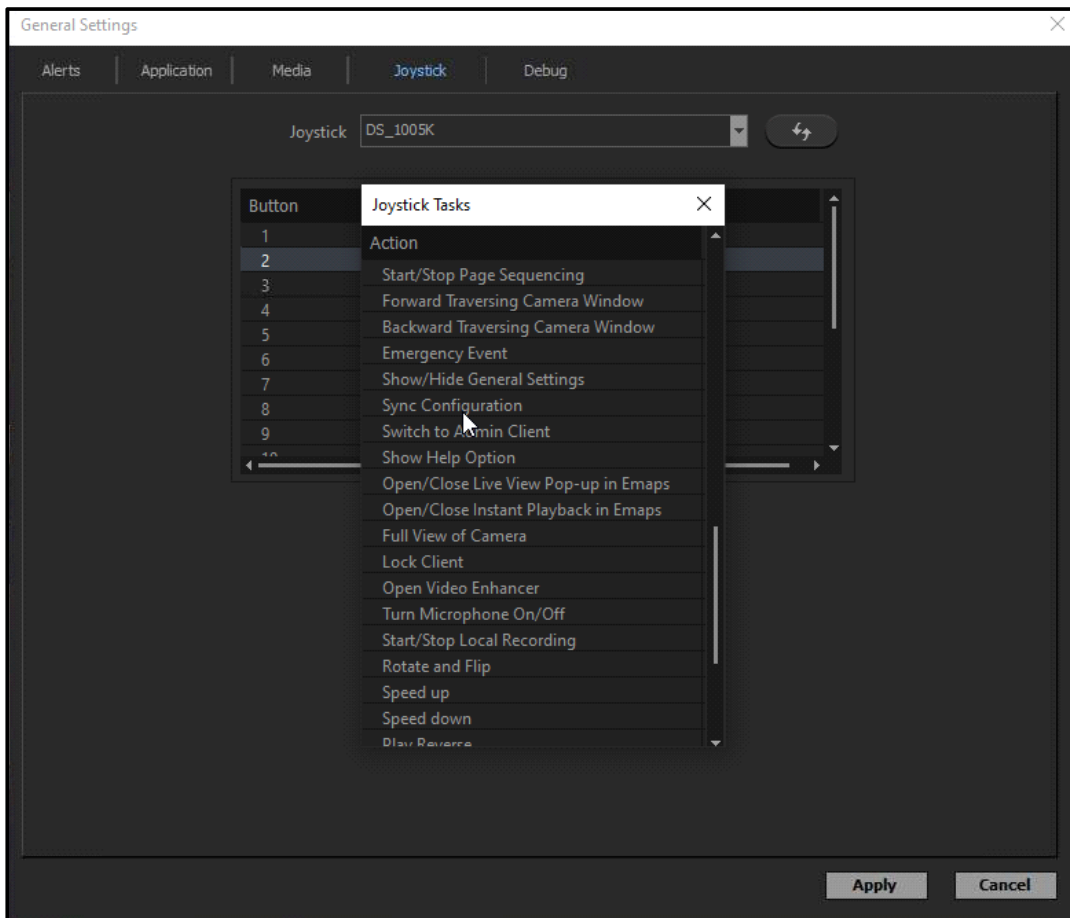 General Settings
Alerts Application Media Joystick Debug
Joystick DS_1005K
Button
Joystick Tasks
1
Action
2
Start/Stop Page Sequencing
3
Forward Traversing Camera Window
4
Backward Traversing Camera Window
5
Emergency Event
6
Show/Hide General Settings
7
Sync Configuration
8
Switch to Admin Client
9
Show Help Option
10
Open/Close Live View Pop-up in Emaps
Open/Close Instant Playback in Emaps
Full View of Camera
Lock Client
Open Video Enhancer
Turn Microphone On/Off
Start/Stop Local Recording
Rotate and Flip
Speed up
Speed down
Play Reverse
Apply Cancel